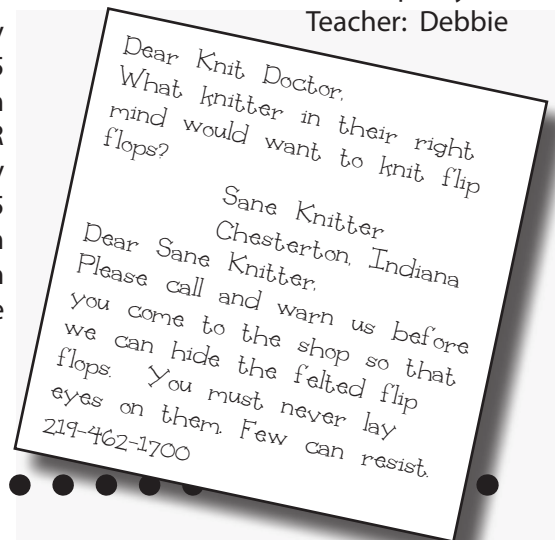 Teacher: Debbie
Dear Knit Doctor,
What knitter in their right
mind would want to knit flip
flops?
Sane Knitter
Chesterton, Indiana
Dear Sane Knitter,
Please call and warn us before
you come to the shop so that
we can hide the felted flip
flops. You must never lay
eyes on them. Few can resist.
219-462-1700